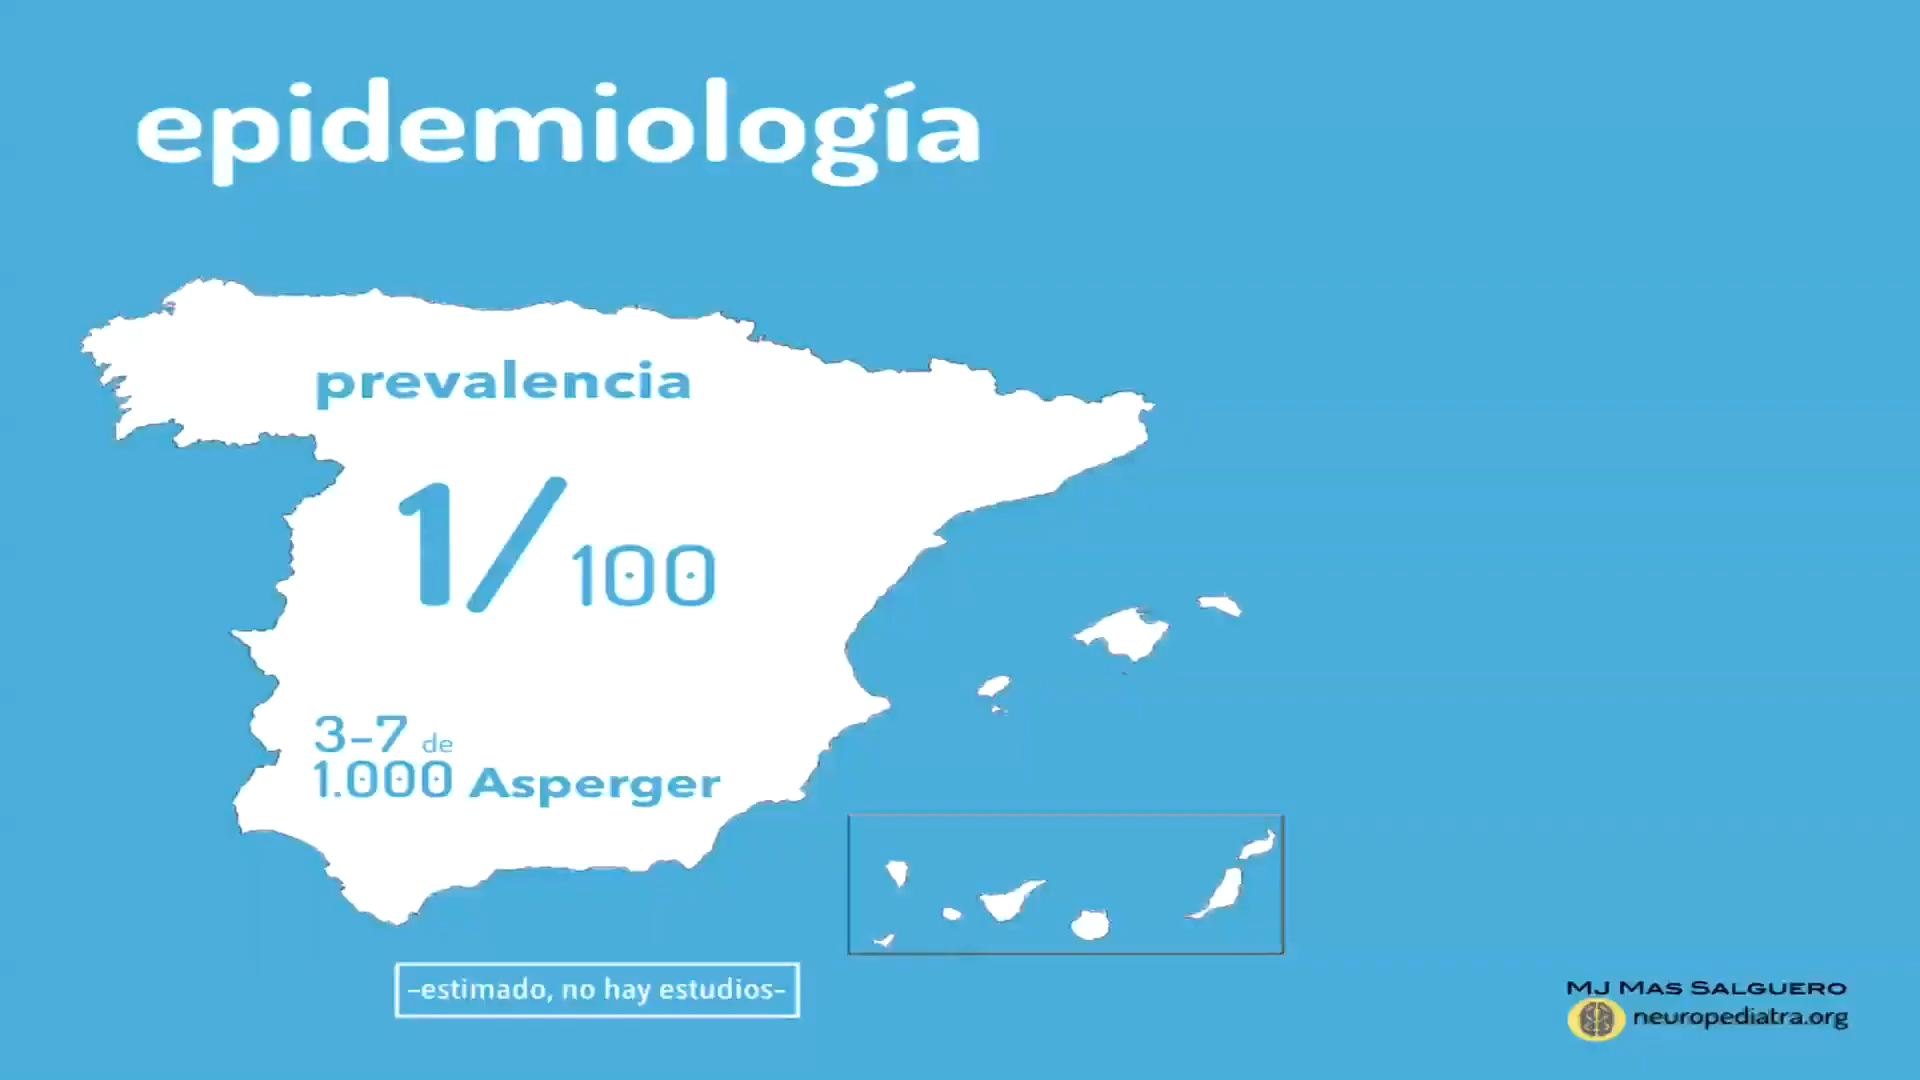 epidemiología
prevalencia
1/100
3-7 de
1.000 Asperger
-estimado, no hay estudios-
MJ MAS SALGUERO
neuropediatra.org